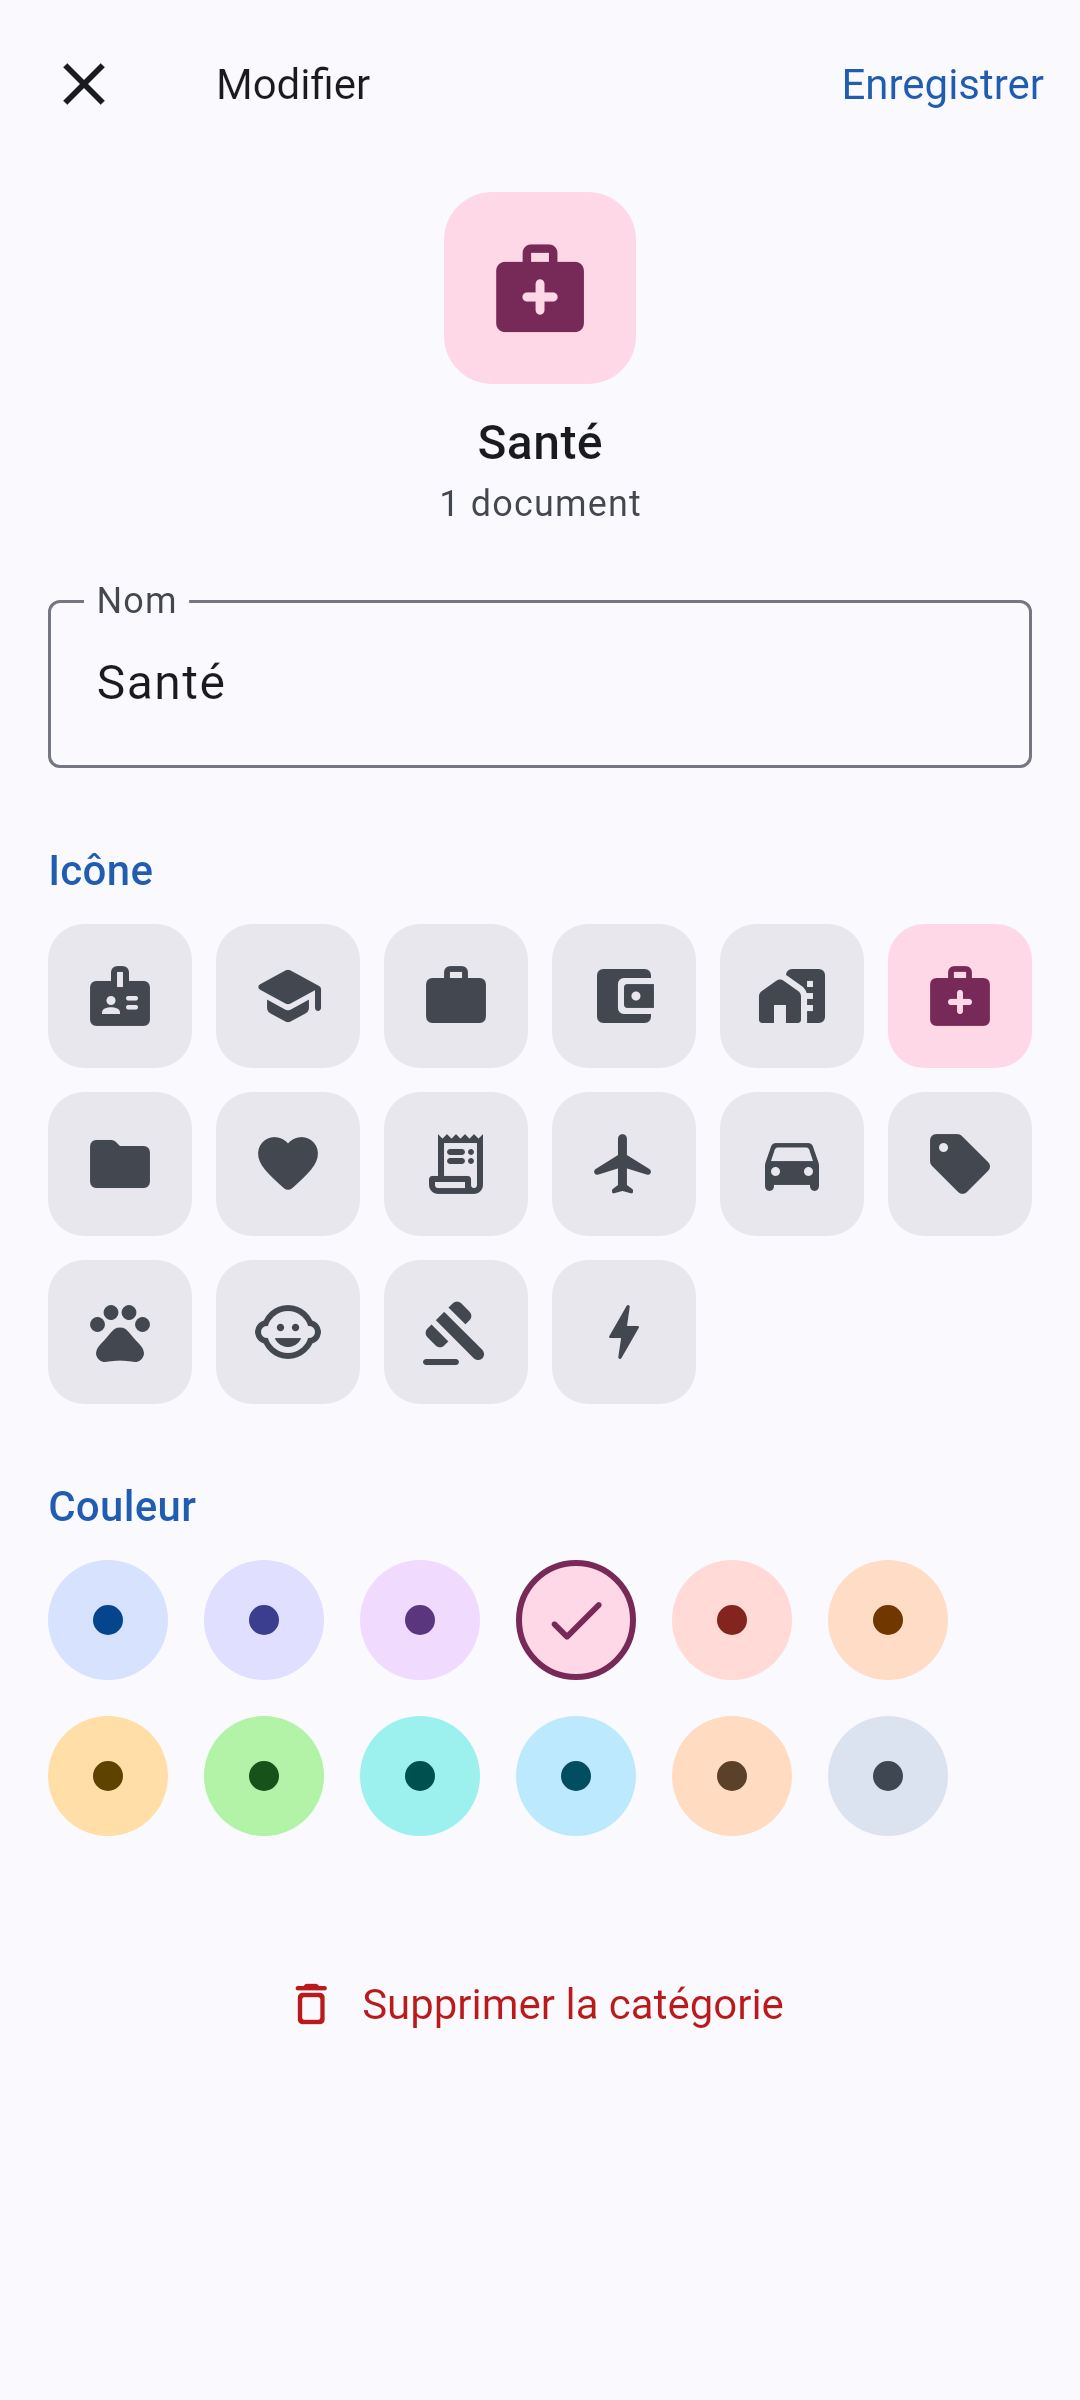 Modifier
Enregistrer
Santé
1 document
Nom
Santé
Icône
Couleur
Supprimer la catégorie